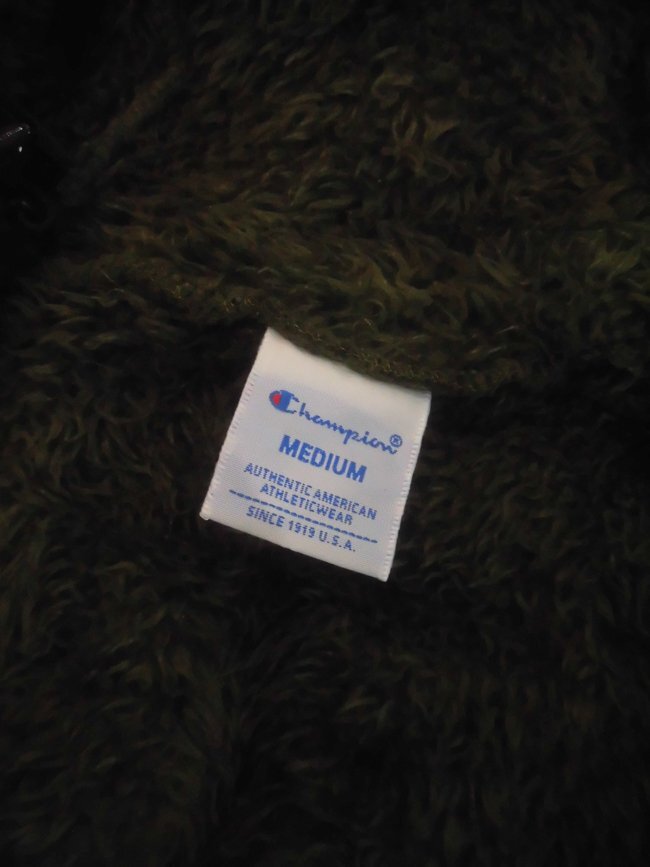 Champion®
MEDIUM
AUTHENTIC AMERICAN
ATHLETICWEAR
SINCE 1919 U.S.A.